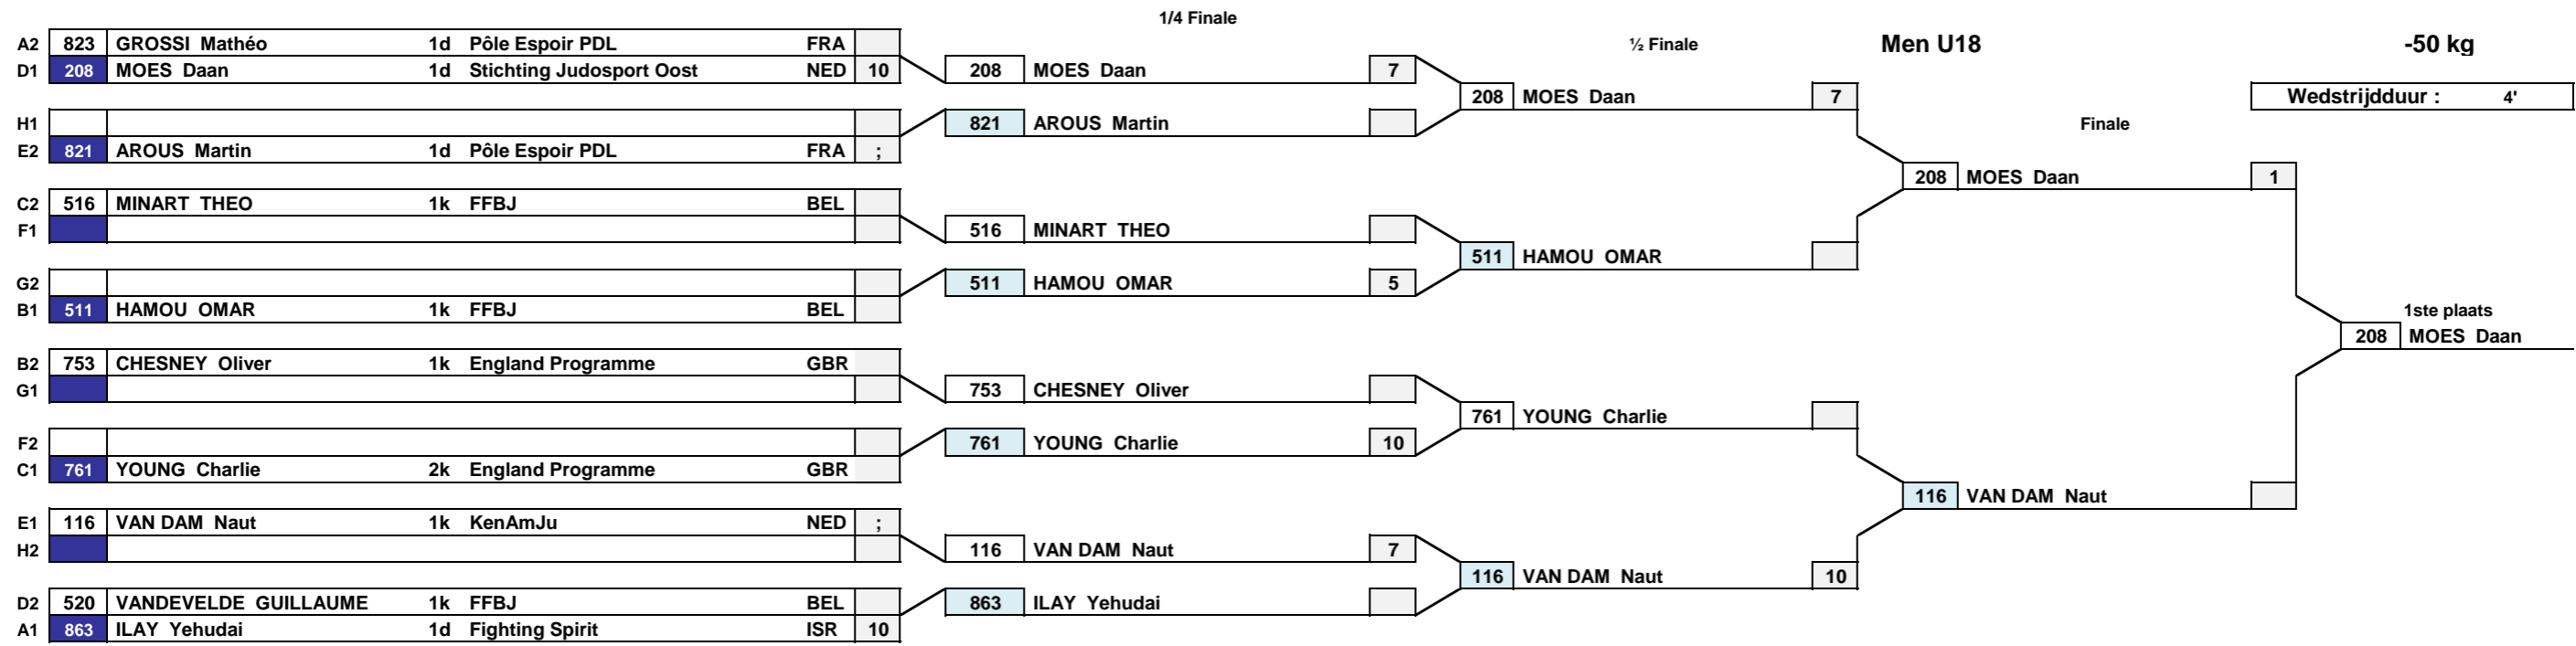 1/4 Finale
A2 823 GROSSI Mathéo 1d Pôle Espoir PDL FRA ½ Finale Men U18 -50 kg
D1 208 MOES Daan 1d Stichting Judosport Oost NED 10 208 MOES Daan 7
208 MOES Daan 7 Wedstrijdduur : 4'
H1 821 AROUS Martin Finale
E2 821 AROUS Martin 1d Pôle Espoir PDL FRA ;
208 MOES Daan 1
C2 516 MINART THEO 1k FFBJ BEL
F1 516 MINART THEO
511 HAMOU OMAR
G2 511 HAMOU OMAR 5
B1 511 HAMOU OMAR 1k FFBJ BEL 1ste plaats
208 MOES Daan
B2 753 CHESNEY Oliver 1k England Programme GBR
G1 753 CHESNEY Oliver
761 YOUNG Charlie
F2 761 YOUNG Charlie 10
C1 761 YOUNG Charlie 2k England Programme GBR
116 VAN DAM Naut
E1 116 VAN DAM Naut 1k KenAmJu NED ;
H2 116 VAN DAM Naut 7
116 VAN DAM Naut 10
D2 520 VANDEVELDE GUILLAUME 1k FFBJ BEL 863 ILAY Yehudai
A1 863 ILAY Yehudai 1d Fighting Spirit ISR 10